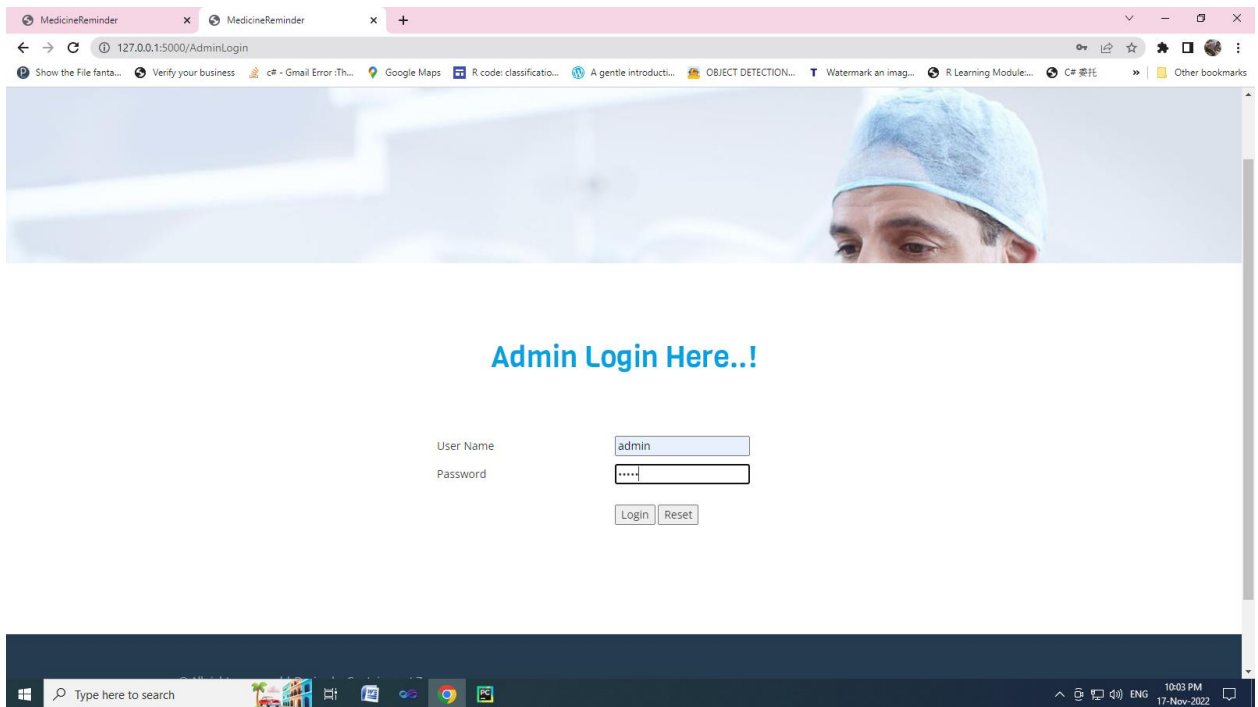 MedicineReminder
MedicineReminder
127.0.0.1:5000/AdminLogin
Show the File fanta... Verify your business c# - Gmail Error :Th... Google Maps R code: classificatio... A gentle introducti... OBJECT DETECTION... T Watermark an imag... R Learning Module:... C# 委托 » Other bookmarks
Admin Login Here..!
User Name admin
Password •••••
Login Reset
Type here to search
ENG 10:03 PM
17-Nov-2022